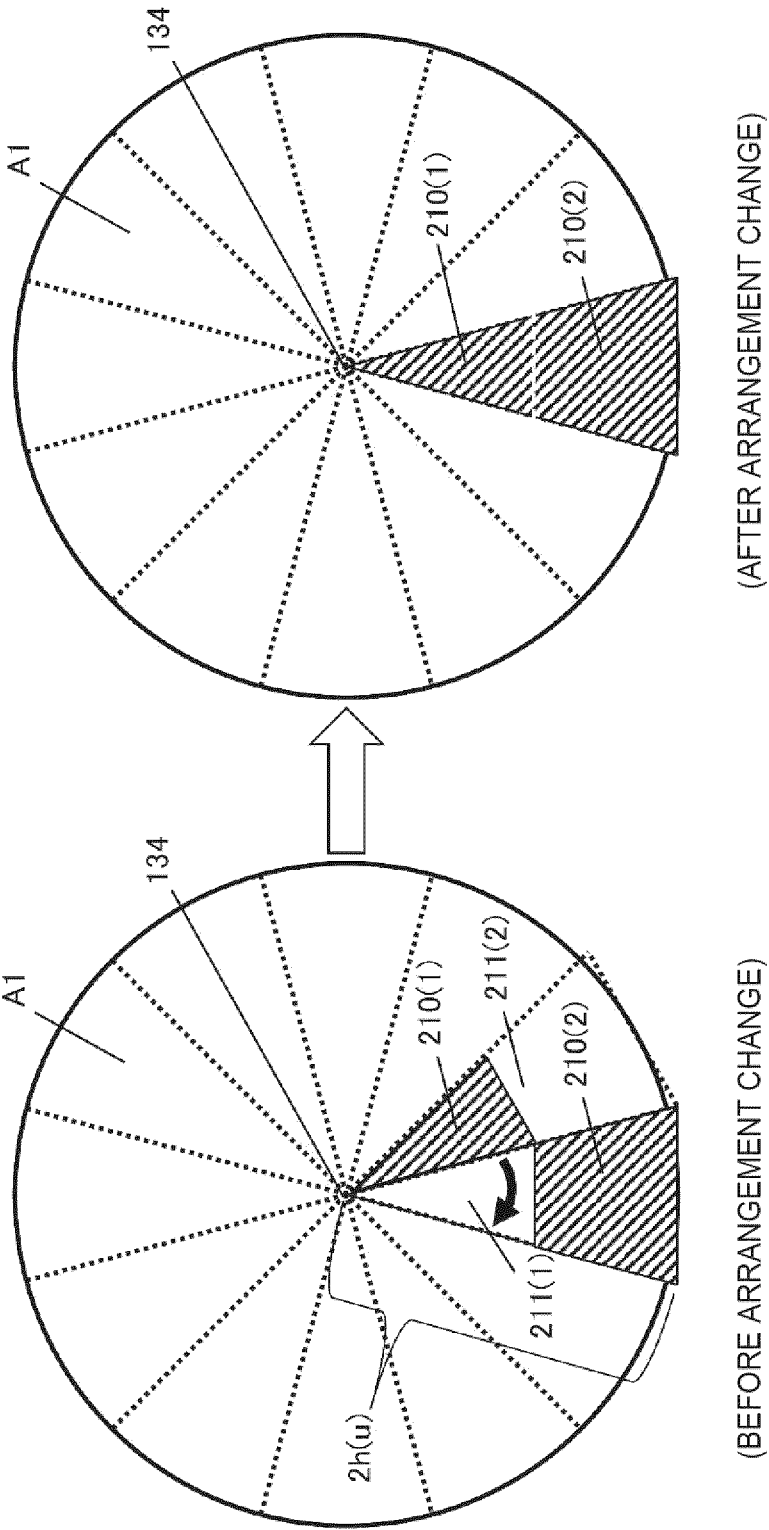 A1
134
210(1)
211(2)
210(2)
211(1)
2h(u)
(BEFORE ARRANGEMENT CHANGE)
A1
134
210(1)
210(2)
(AFTER ARRANGEMENT CHANGE)